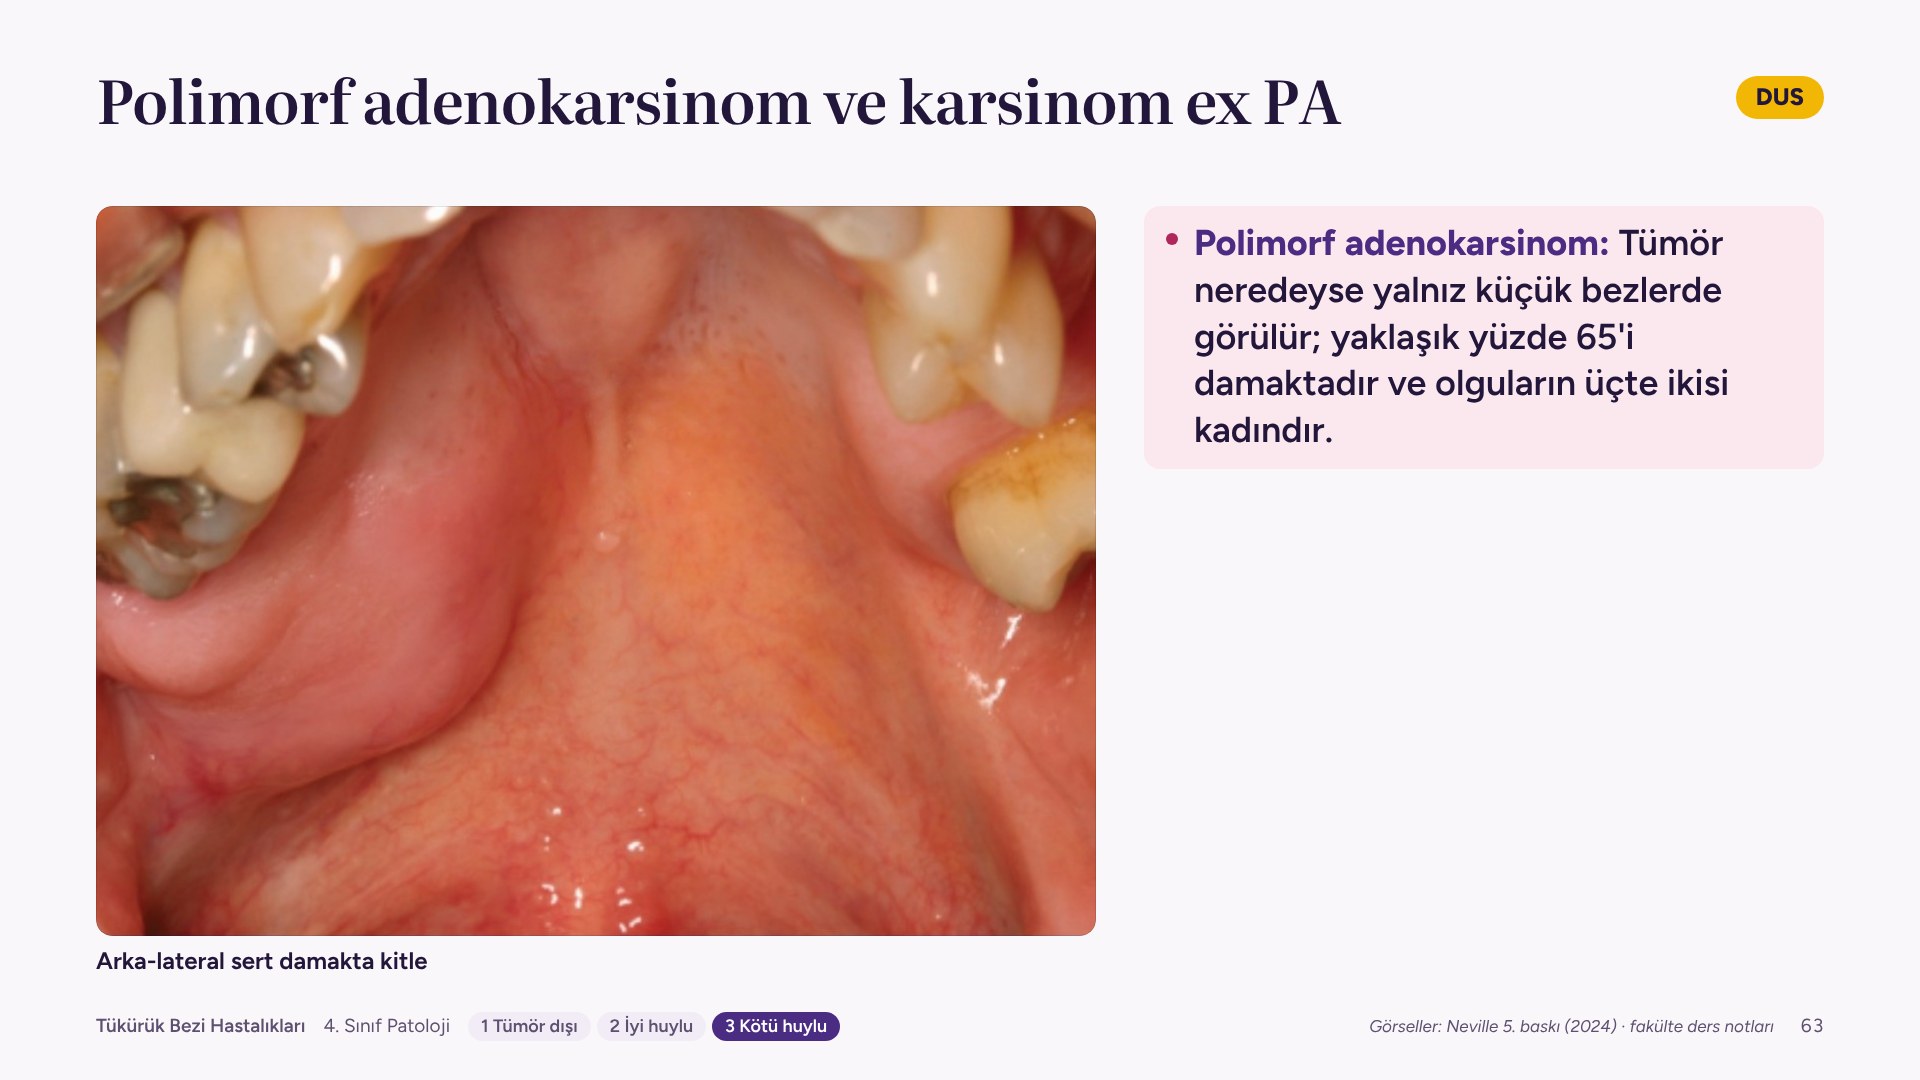 Polimorf adenokarsinom ve karsinom ex PA
DUS
Polimorf adenokarsinom: Tümör
neredeyse yalnız küçük bezlerde
görülür; yaklaşık yüzde 65'i
damaktadır ve olguların üçte ikisi
kadındır.
Arka-lateral sert damakta kitle
Tükürük Bezi Hastalıkları 4. Sınıf Patoloji 1 Tümör dışı 2 İyi huylu 3 Kötü huylu
Görseller: Neville 5. baskı (2024) · fakülte ders notları 63